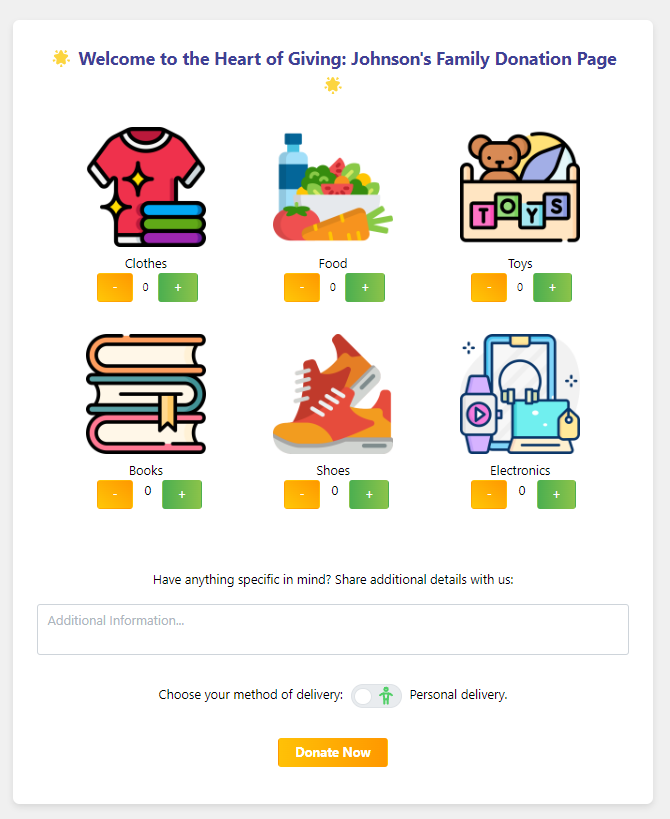 Welcome to the Heart of Giving: Johnson's Family Donation Page
TOYS
Clothes Food Toys
- 0 + - 0 + - 0 +
Books Shoes Electronics
- 0 + - 0 + - 0 +
Have anything specific in mind? Share additional details with us:
Additional Information...
Choose your method of delivery: Personal delivery.
Donate Now